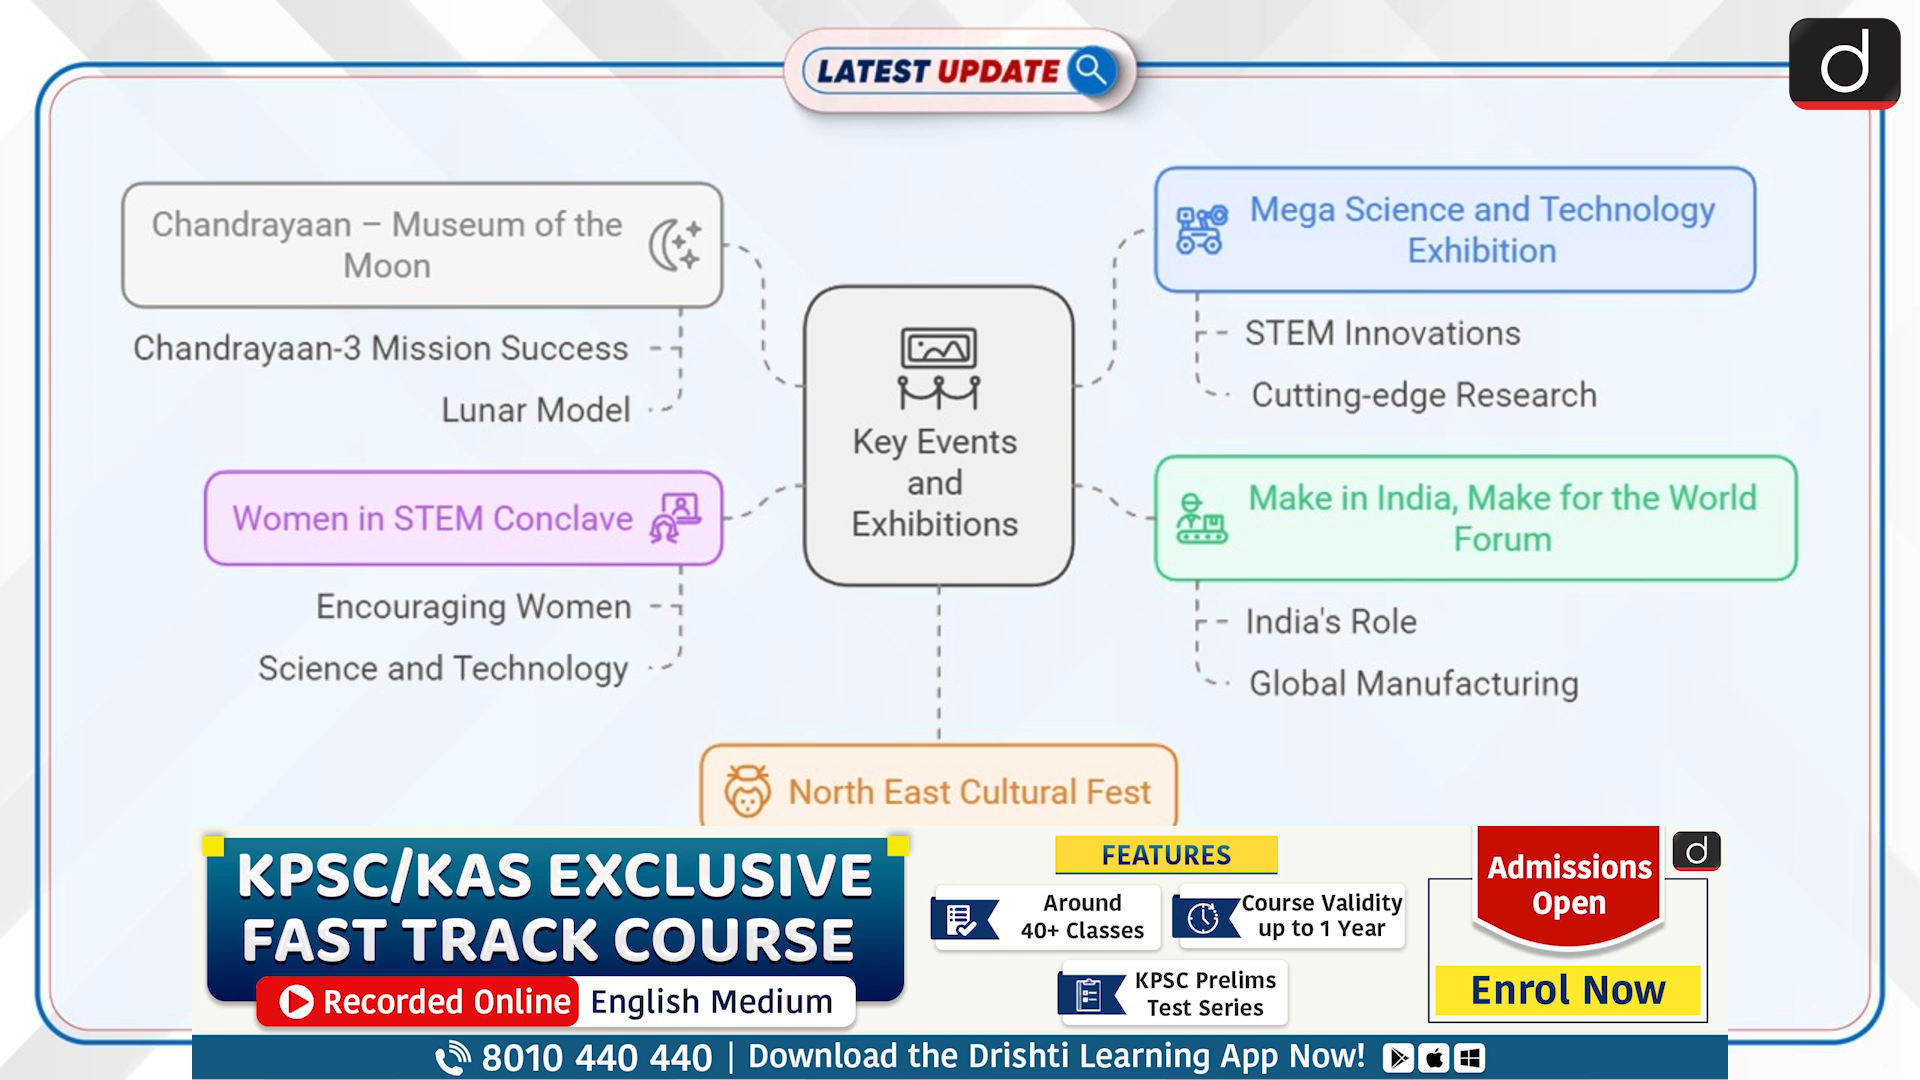 LATEST UPDATE
d
Chandrayaan – Museum of the
Moon
Chandrayaan-3 Mission Success
Lunar Model
Women in STEM Conclave
Encouraging Women
Science and Technology
Key Events
and
Exhibitions
Mega Science and Technology
Exhibition
STEM Innovations
Cutting-edge Research
Make in India, Make for the World
Forum
India's Role
Global Manufacturing
North East Cultural Fest
KPSC/KAS EXCLUSIVE
FAST TRACK COURSE
Recorded Online English Medium
FEATURES
Around
40+ Classes
Course Validity
up to 1 Year
KPSC Prelims
Test Series
Admissions
Open
d
Enrol Now
8010 440 440 | Download the Drishti Learning App Now!